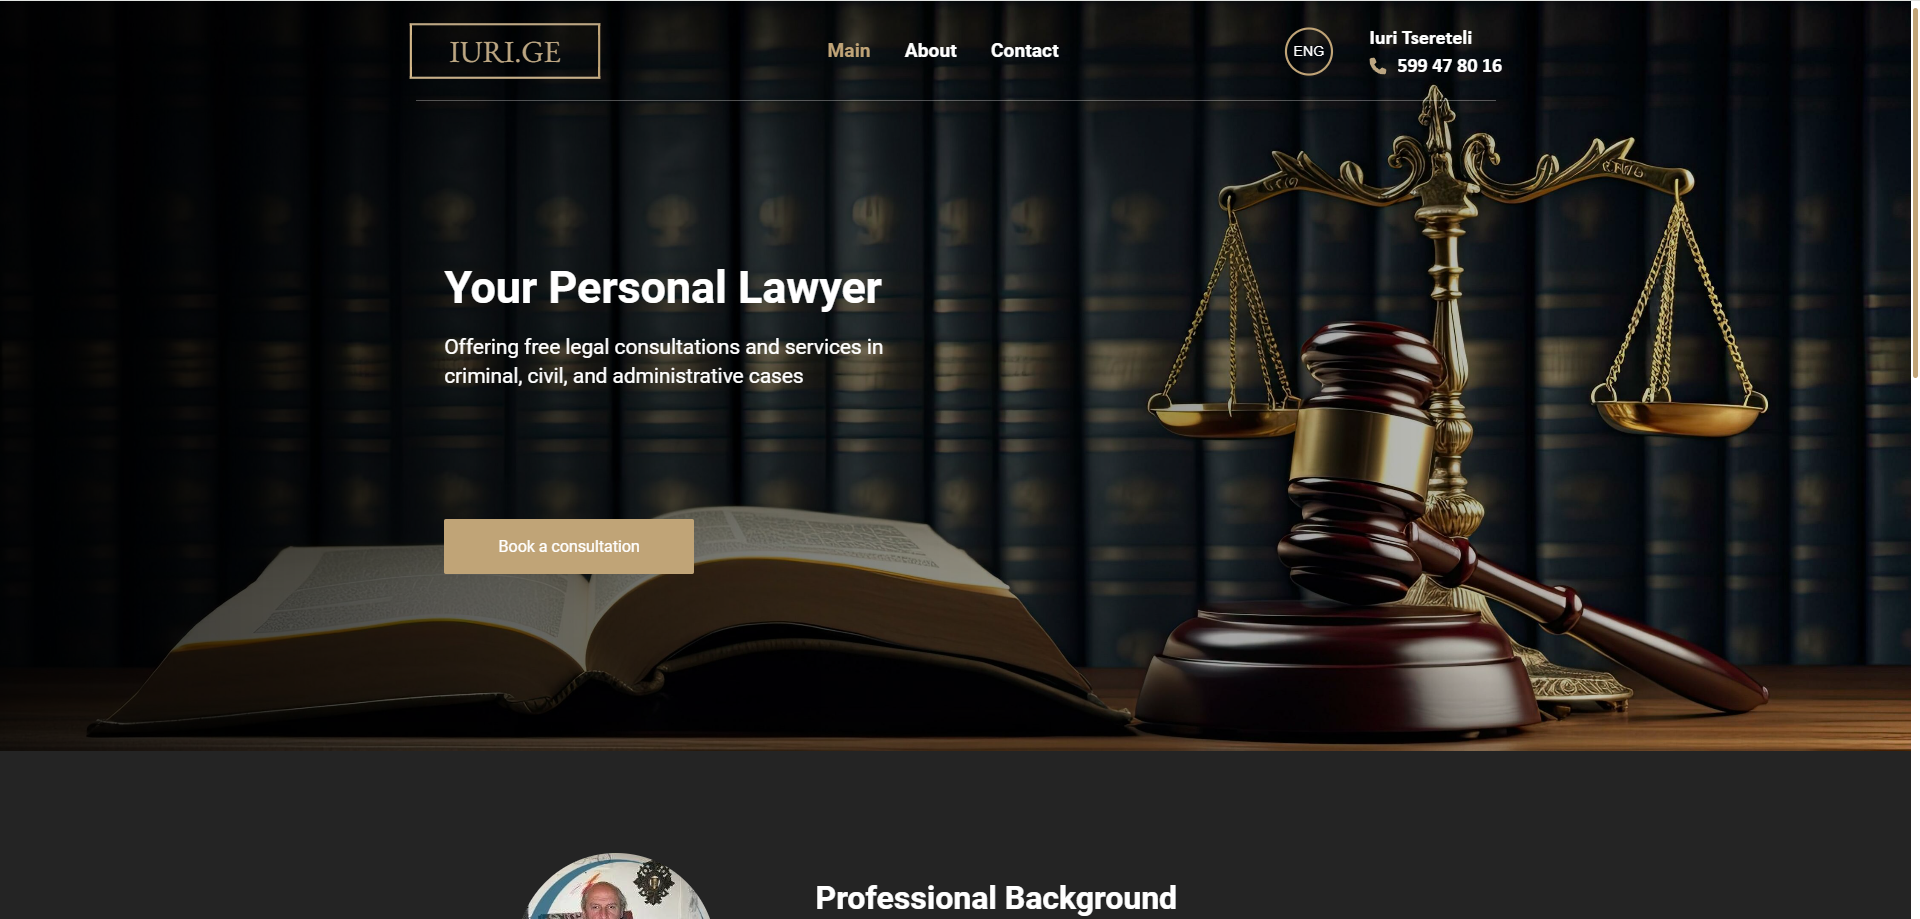 IURI.GE
Main About Contact
ENG
Iuri Tsereteli
599 47 80 16
Your Personal Lawyer
Offering free legal consultations and services in
criminal, civil, and administrative cases
Book a consultation
Professional Background